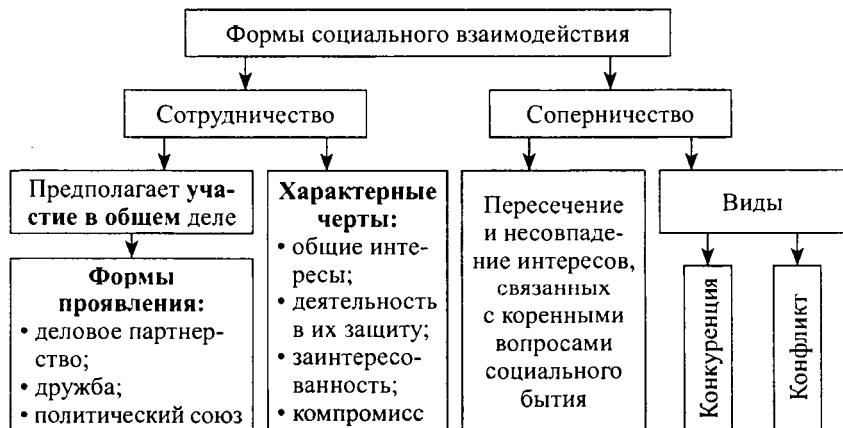 Формы социального взаимодействия
Сотрудничество
Соперничество
Предполагает уча-
стие в общем деле
Формы
проявления:
• деловое партнер-
ство;
• дружба;
• политический союз
Характерные
черты:
• общие инте-
ресы;
• деятельность
в их защиту;
• заинтересо-
ванность;
• компромисс
Пересечение
и несовпаде-
ние интересов,
связанных
с коренными
вопросами
социального
бытия
Виды
Конкуренция
Конфликт